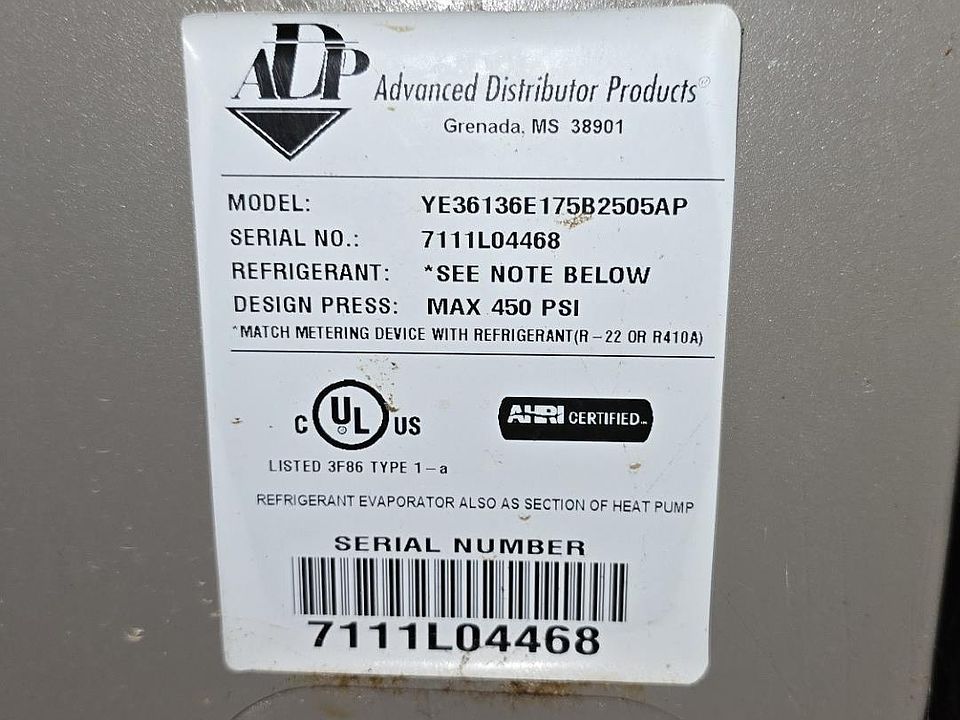 ADP Advanced Distributor Products®
Grenada, MS 38901
MODEL: YE36136E175B2505AP
SERIAL NO.: 7111L04468
REFRIGERANT: *SEE NOTE BELOW
DESIGN PRESS: MAX 450 PSI
*MATCH METERING DEVICE WITH REFRIGERANT(R-22 OR R410A)
C UL US
AHRI CERTIFIED™
LISTED 3F86 TYPE 1-a
REFRIGERANT EVAPORATOR ALSO AS SECTION OF HEAT PUMP
SERIAL NUMBER
7111L04468